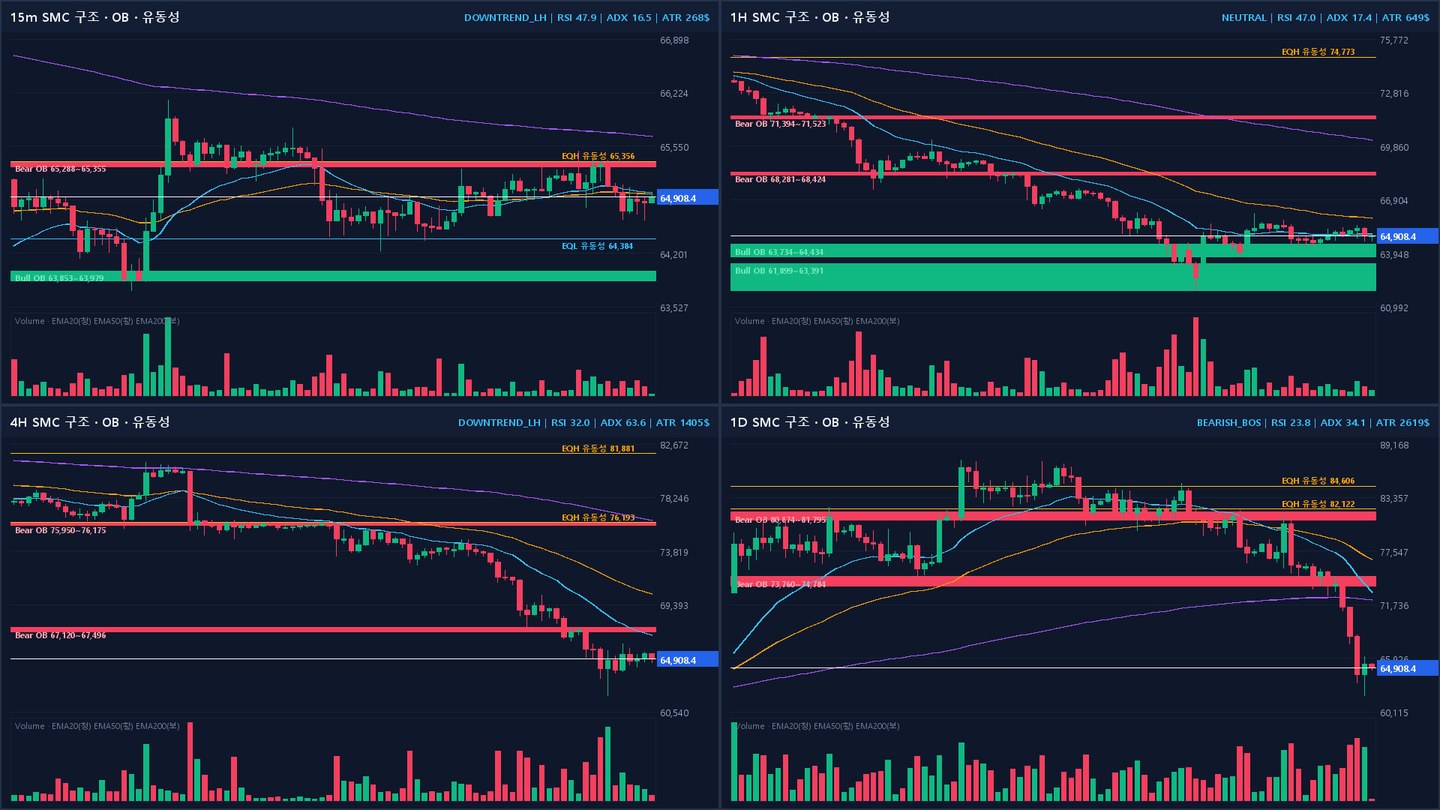 15m SMC 구조 · OB · 유동성
DOWNTREND_LH | RSI 47.9 | ADX 16.5 | ATR 268$
66,898
66,224
65,550
EQH 유동성 65,356
Bear OB 65,288~65,355
64,908.4
EQL 유동성 64,384
64,201
Bull OB 63,853~63,979
63,527
Volume · EMA20(청) EMA50(황) EMA200(보)
1H SMC 구조 · OB · 유동성
NEUTRAL | RSI 47.0 | ADX 17.4 | ATR 649$
75,772
EQH 유동성 74,773
72,816
Bear OB 71,394~71,523
69,860
Bear OB 68,281~68,424
66,904
64,908.4
Bull OB 63,734~64,434
63,948
Bull OB 61,899~63,391
60,992
Volume · EMA20(청) EMA50(황) EMA200(보)
4H SMC 구조 · OB · 유동성
DOWNTREND_LH | RSI 32.0 | ADX 63.6 | ATR 1405$
82,672
EQH 유동성 81,881
78,246
EQH 유동성 76,193
Bear OB 75,950~76,175
73,819
69,393
Bear OB 67,120~67,496
64,908.4
60,540
Volume · EMA20(청) EMA50(황) EMA200(보)
1D SMC 구조 · OB · 유동성
BEARISH_BOS | RSI 23.8 | ADX 34.1 | ATR 2619$
89,168
EQH 유동성 84,606
83,357
EQH 유동성 82,122
Bear OB 80,874~81,795
77,547
Bear OB 73,760~74,784
71,736
64,908.4
60,115
Volume · EMA20(청) EMA50(황) EMA200(보)